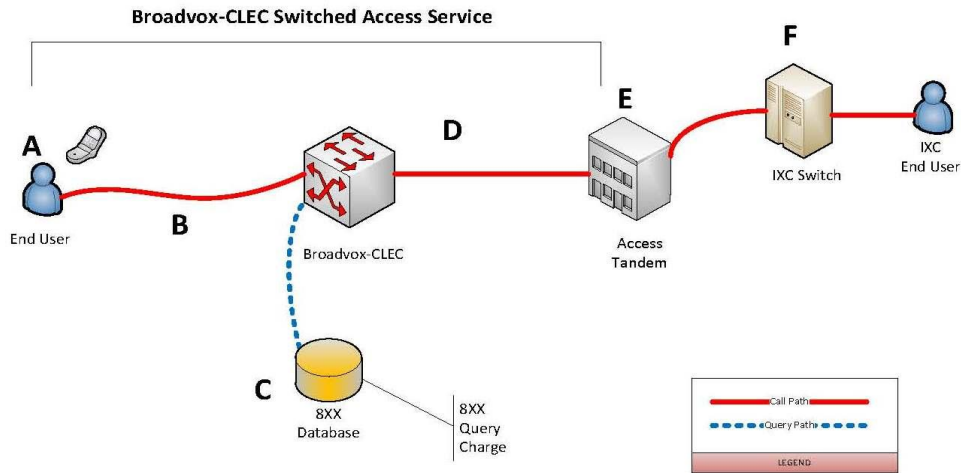 Broadvox-CLEC Switched Access Service
F
E
D
A
B
C
IXC
End User
IXC Switch
End User
Broadvox-CLEC
Access
Tandem
8XX
Database
8XX
Query
Charge
Call Path
Query Path
LEGEND